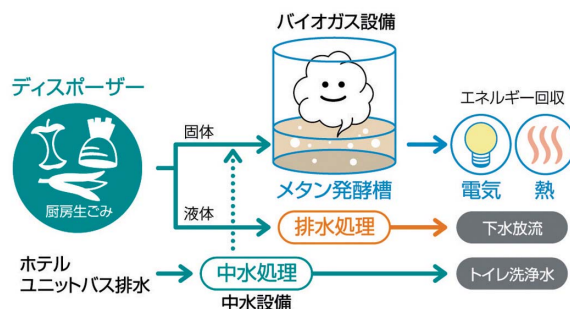 バイオガス設備
ディスポーザー
厨房生ごみ
固体
液体
メタン発酵槽
エネルギー回収
電気
熱
排水処理
下水放流
ホテル
ユニットバス排水
中水処理
中水設備
トイレ洗浄水